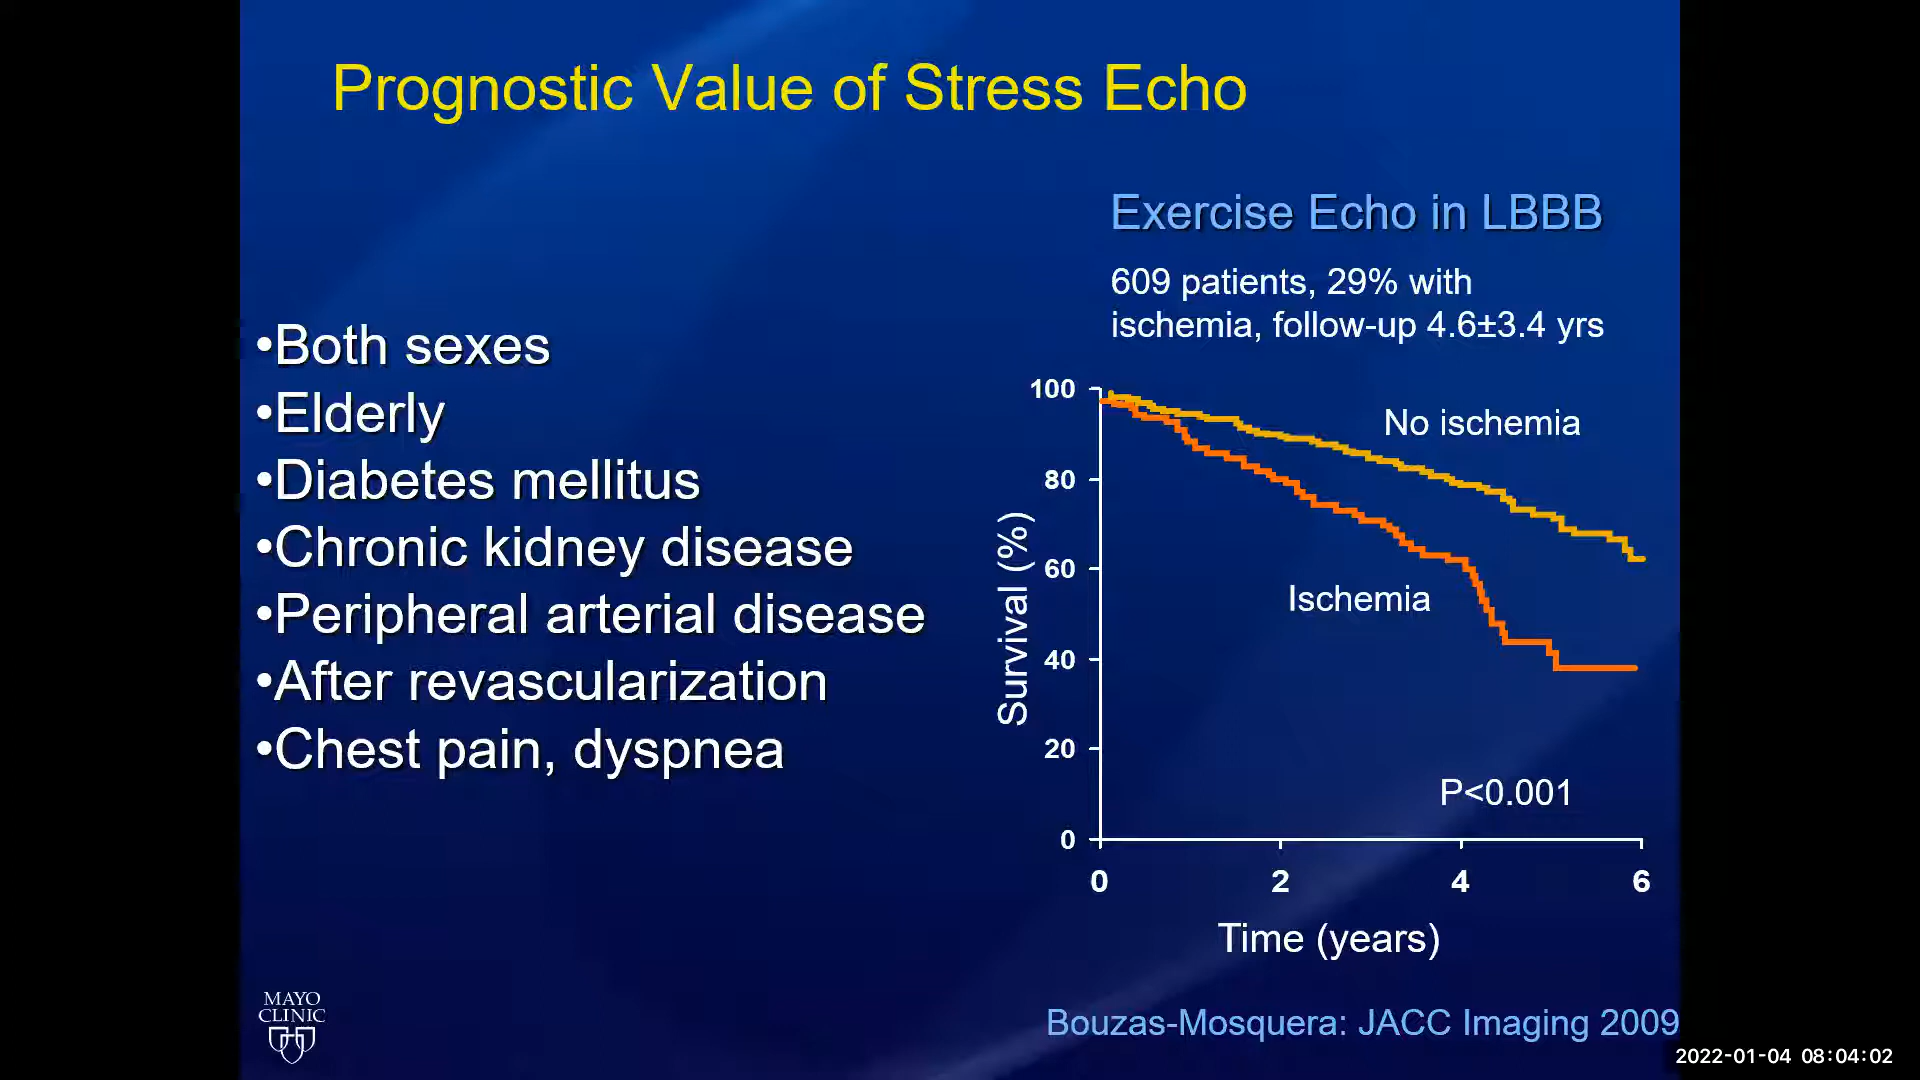 Prognostic Value of Stress Echo
•Both sexes
•Elderly
•Diabetes mellitus
•Chronic kidney disease
•Peripheral arterial disease
•After revascularization
•Chest pain, dyspnea
Exercise Echo in LBBB
609 patients, 29% with
ischemia, follow-up 4.6±3.4 yrs
Survival (%)
100
80
60
40
20
0
No ischemia
Ischemia
P<0.001
0 2 4 6
Time (years)
MAYO
CLINIC
Bouzas-Mosquera: JACC Imaging 2009
2022-01-04 08:04:02